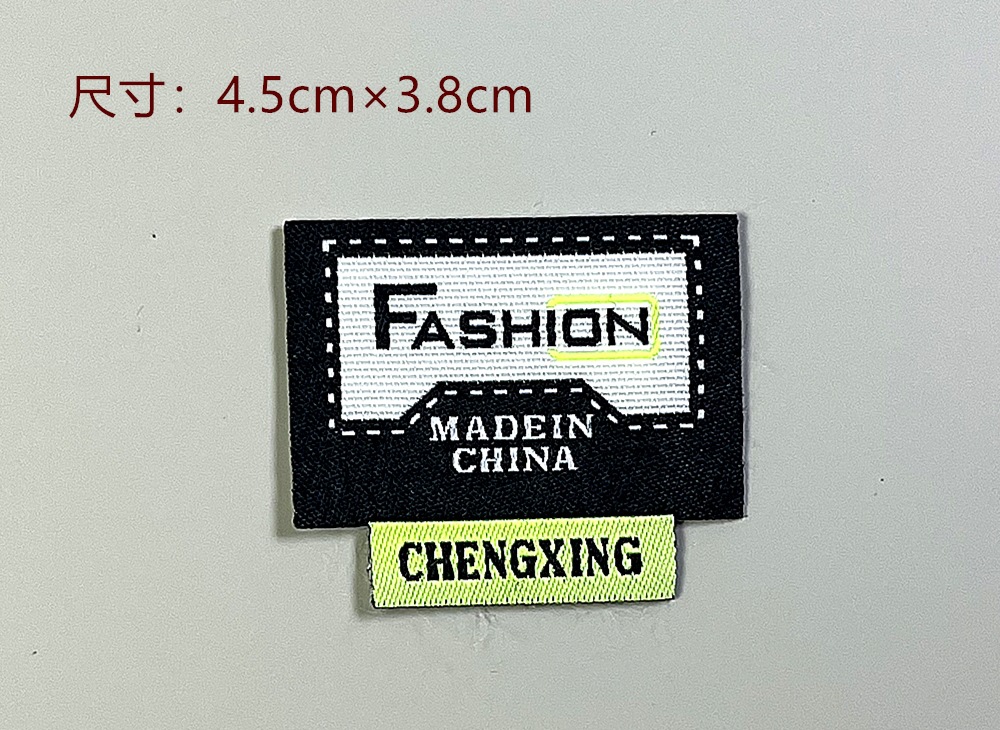 尺寸：4.5cm×3.8cm
FASHION
MADEIN
CHINA
CHENGXING